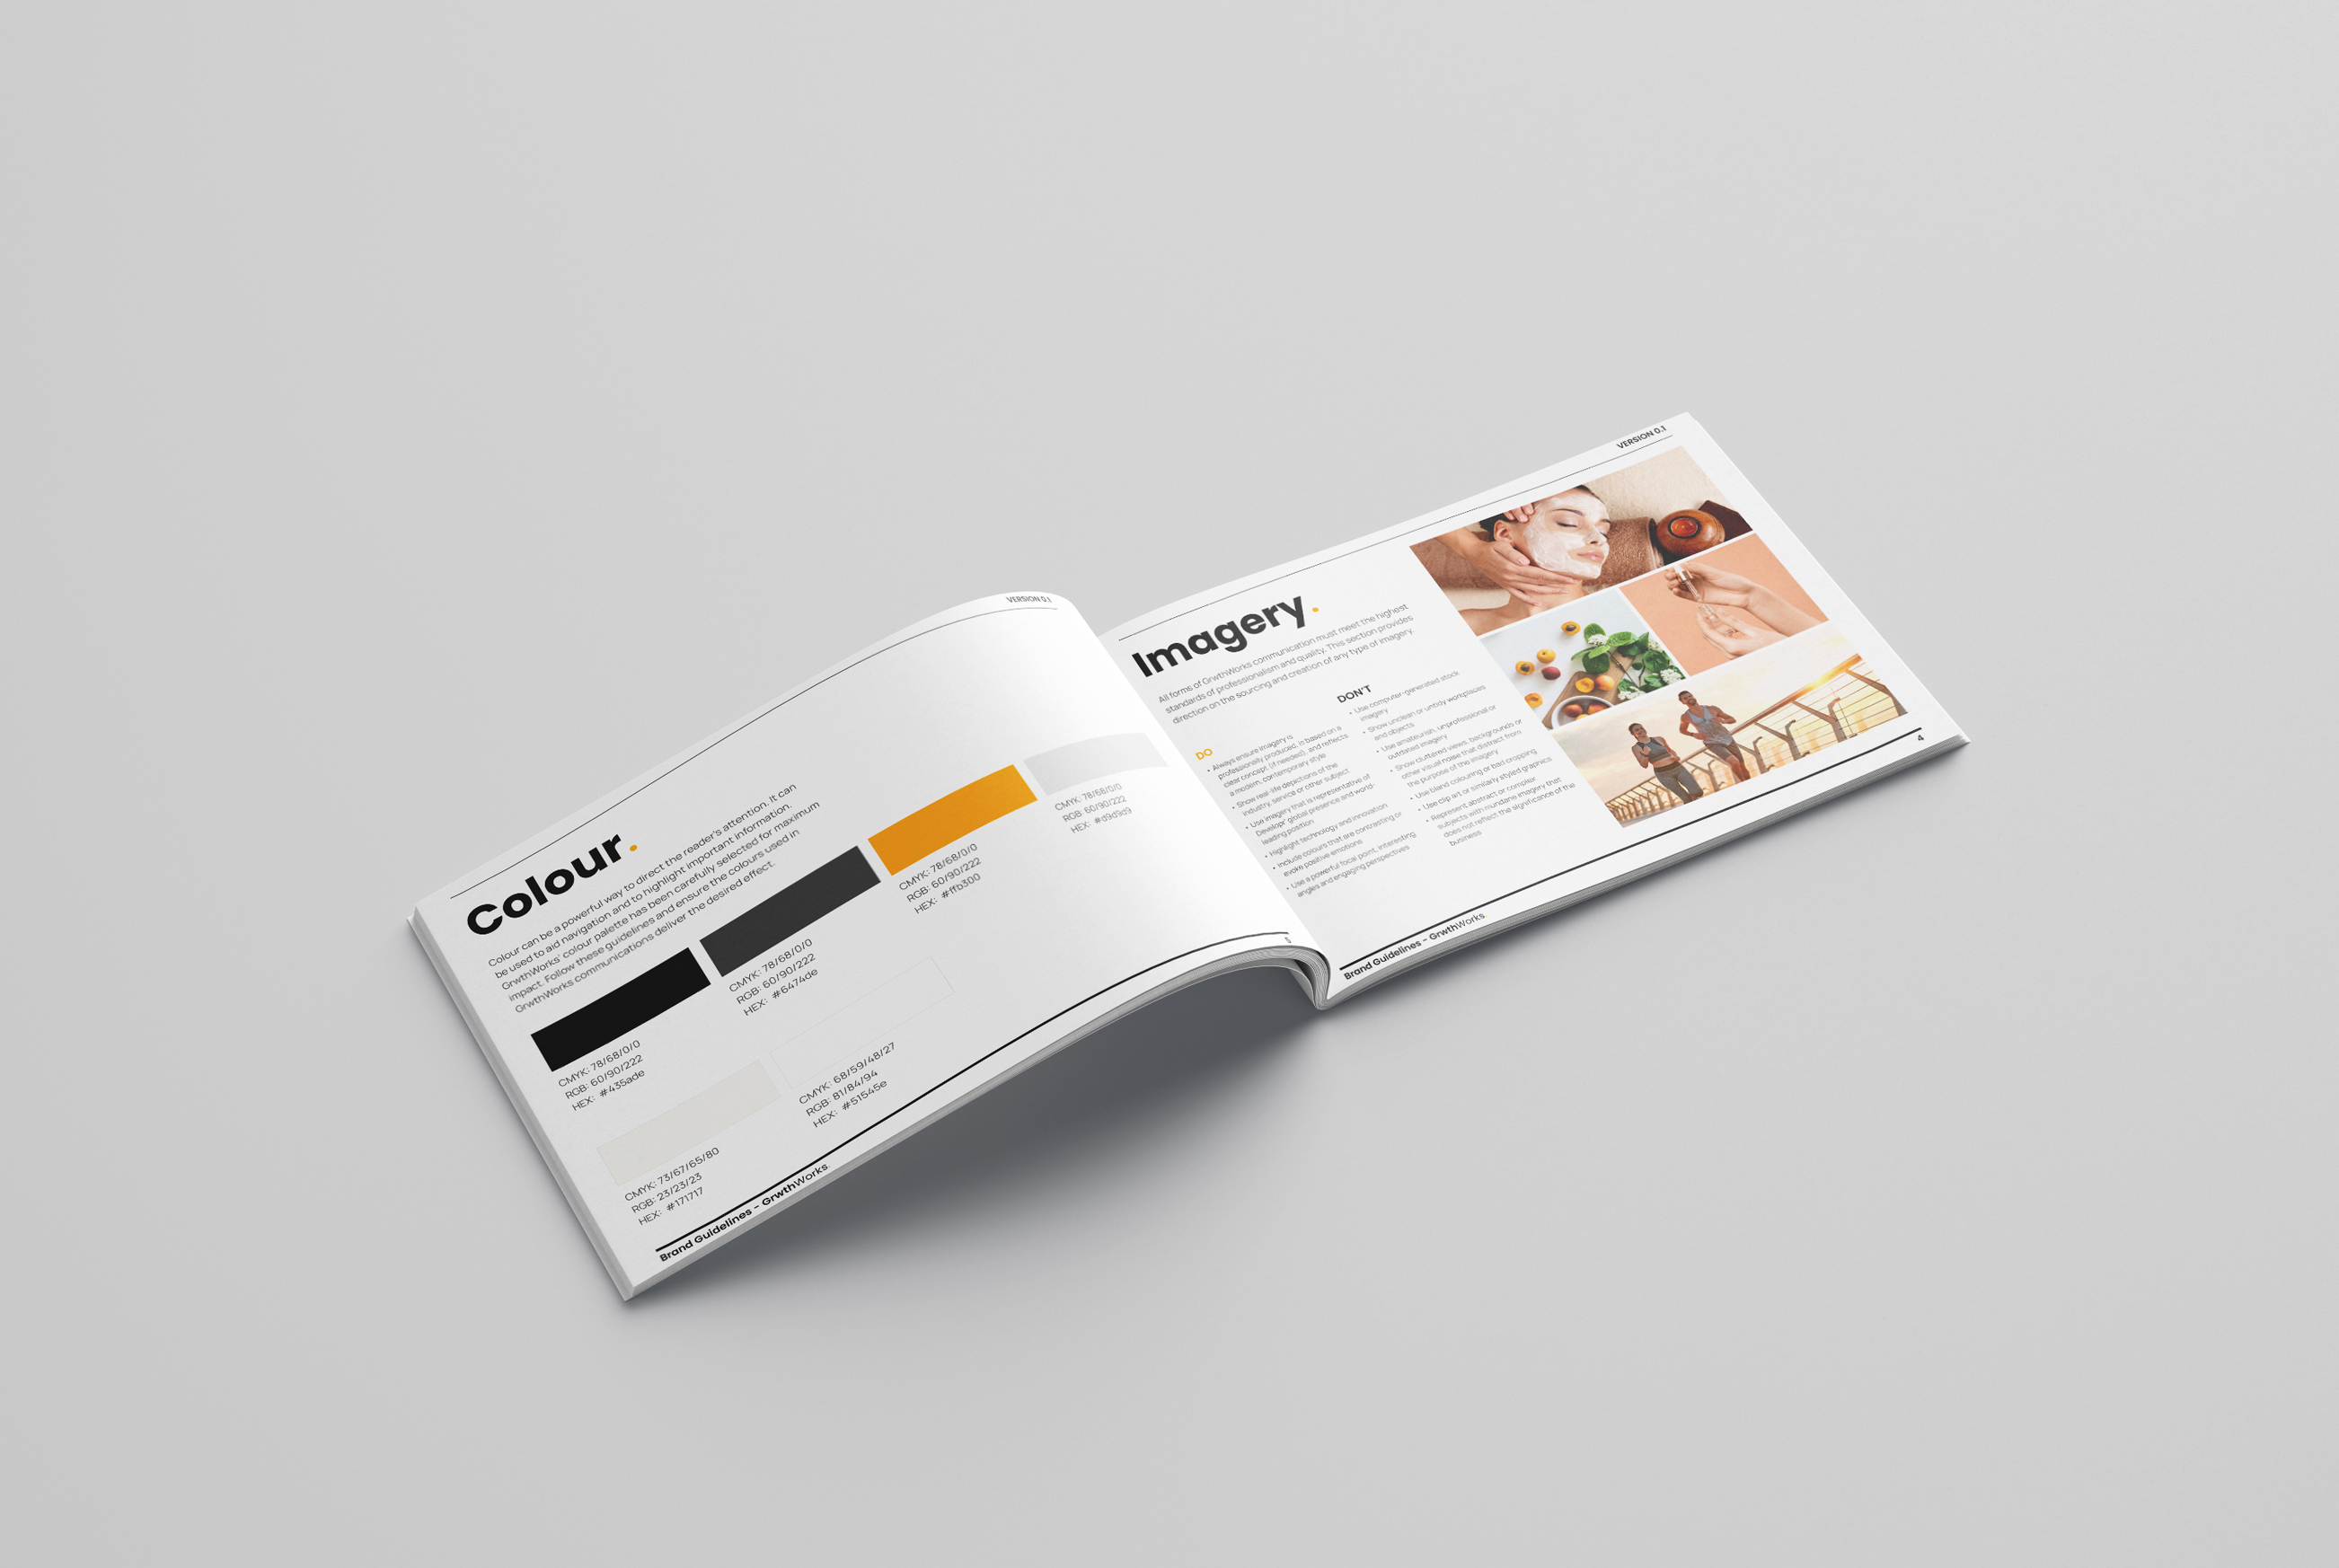 VERSION 0.1
Colour.
Colour can be a powerful way to direct the reader's attention. It can
be used to aid navigation and to highlight important information.
GrwthWorks' colour palette has been carefully selected for maximum
impact. Follow these guidelines and ensure the colours used in
GrwthWorks communications deliver the desired effect.
CMYK: 78/68/0/0
RGB: 60/90/222
HEX: #435ade
CMYK: 78/68/0/0
RGB: 60/90/222
HEX: #6474de
CMYK: 78/68/0/0
RGB: 60/90/222
HEX: #ffb300
CMYK: 78/68/0/0
RGB: 60/90/222
HEX: #d9d9d9
CMYK: 73/67/65/80
RGB: 23/23/23
HEX: #171717
CMYK: 68/59/48/27
RGB: 81/84/94
HEX: #51545e
Brand Guidelines – GrwthWorks.
5
VERSION 0.1
Imagery.
All forms of GrwthWorks communication must meet the highest
standards of professionalism and quality. This section provides
direction on the sourcing and creation of any type of imagery.
DO
• Always ensure imagery is
professionally produced, is based on a
clear concept (if needed), and reflects
a modern, contemporary style
• Show real-life depictions of the
industry, service or other subject
• Use imagery that is representative of
Developr' global presence and world-
leading position
• Highlight technology and innovation
• Include colours that are contrasting or
evoke positive emotions
• Use a powerful focal point, interesting
angles and engaging perspectives
DON'T
• Use computer-generated stock
imagery
• Show unclean or untidy workplaces
and objects
• Use amateurish, unprofessional or
outdated imagery
• Show cluttered views, backgrounds or
other visual noise that distract from
the purpose of the imagery
• Use bland colouring or bad cropping
• Use clip art or similarly styled graphics
• Represent abstract or complex
subjects with mundane imagery that
does not reflect the significance of the
business
Brand Guidelines – GrwthWorks.
4